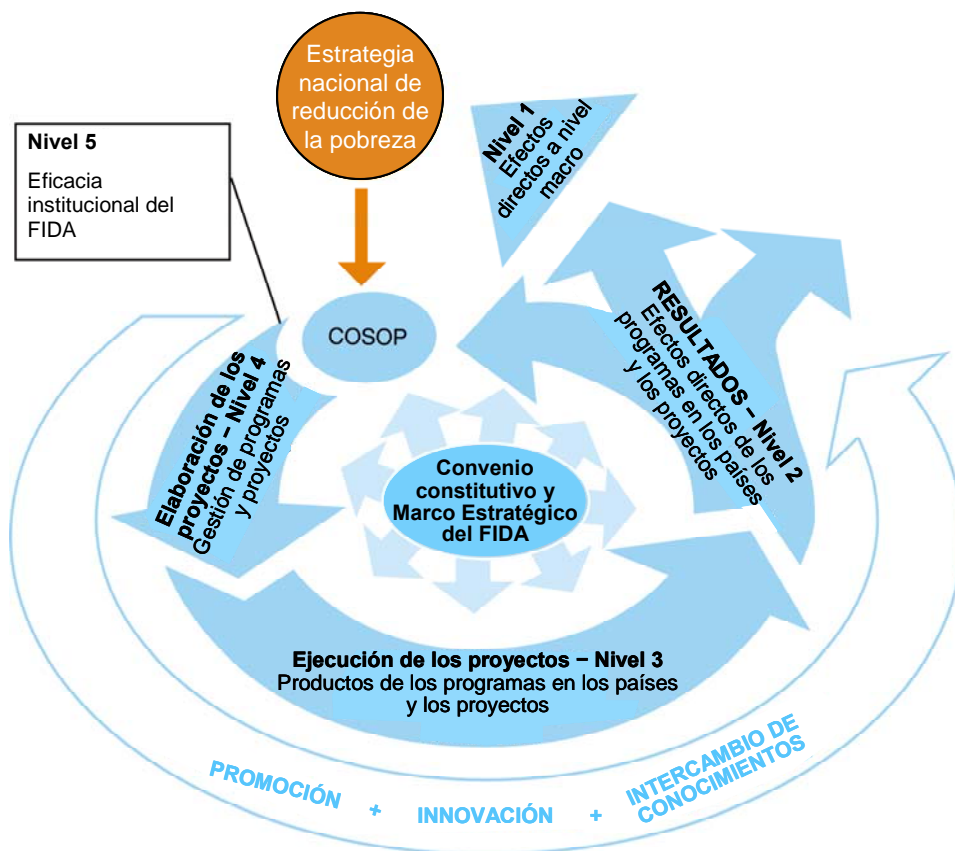 Estrategia
nacional de
reducción de
la pobreza
Nivel 5
Eficacia
institucional del
FIDA
Nivel 1
Efectos
directos a nivel
macro
COSOP
RESULTADOS – Nivel 2
Efectos directos de los
programas en los países
y los proyectos
Elaboración de los
proyectos – Nivel 4
Gestión de programas
y proyectos
Convenio
constitutivo y
Marco Estratégico
del FIDA
Ejecución de los proyectos – Nivel 3
Productos de los programas en los países
y los proyectos
PROMOCIÓN + INNOVACIÓN + INTERCAMBIO DE
CONOCIMIENTOS